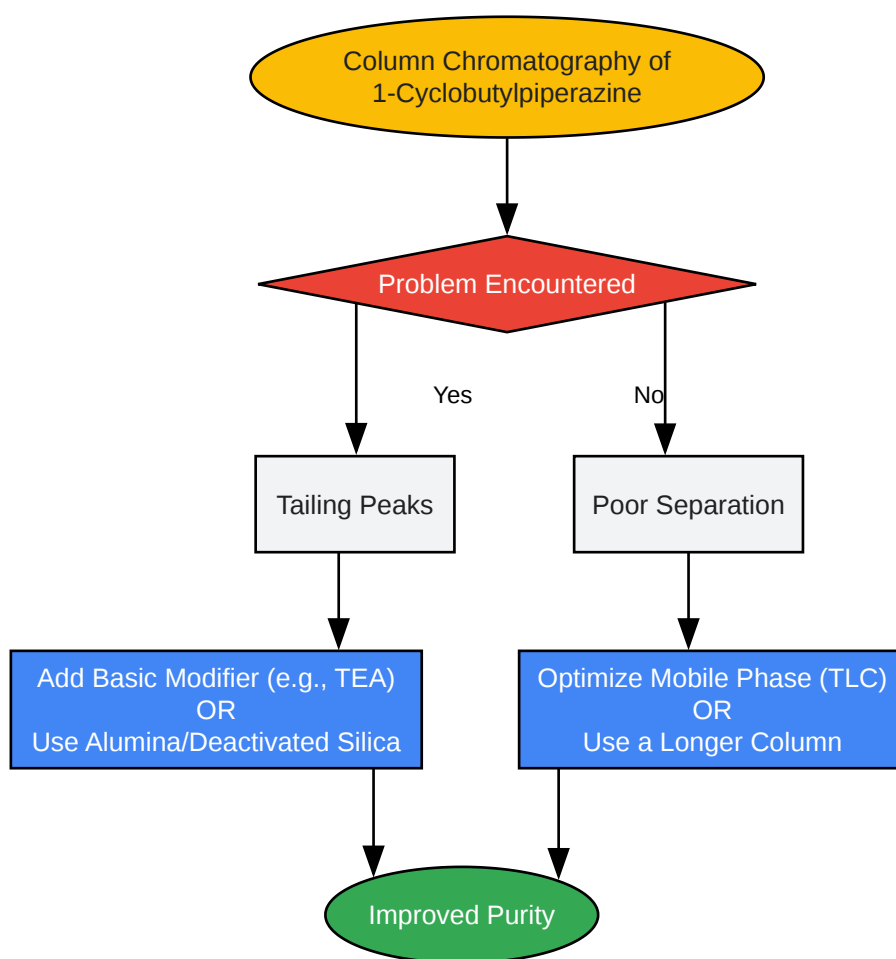 Column Chromatography of
1-Cyclobutylpiperazine
Problem Encountered
Yes
No
Tailing Peaks
Poor Separation
Add Basic Modifier (e.g., TEA)
OR
Use Alumina/Deactivated Silica
Optimize Mobile Phase (TLC)
OR
Use a Longer Column
Improved Purity